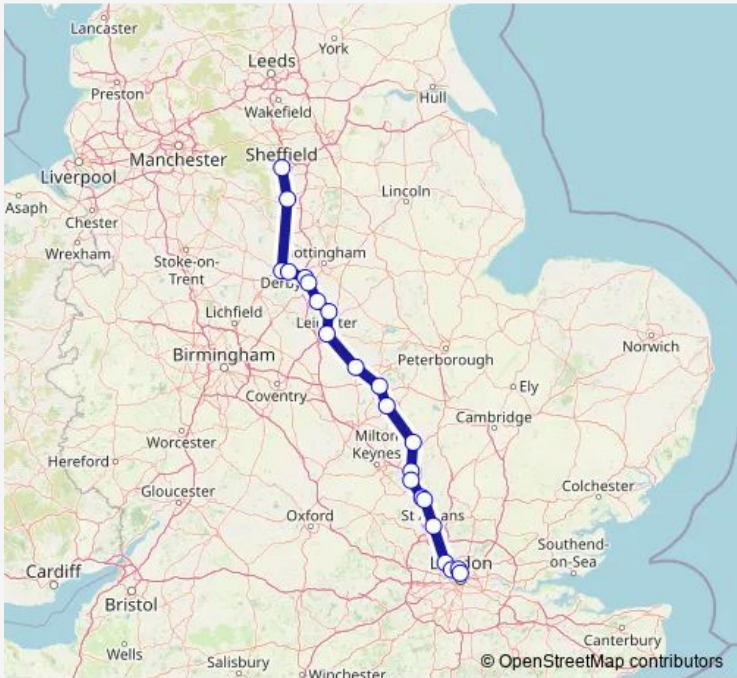 Lancaster
York
Leeds
Preston
Hull
Wakefield
Manchester
Sheffield
Liverpool
Lincoln
Asaph
Chester
Wrexham
Stoke-on-
Trent
ottingham
Derby
Lichfield
Norwich
Birmingham
Peterborough
Ely
Coventry
Cambridge
Worcester
Milton
Keynes
Hereford
Gloucester
Colchester
Oxford
Southend-
on-Sea
Cardiff
Bristol
Canterbury
Wells
Salisbury
Winchester
© OpenStreetMap contributors